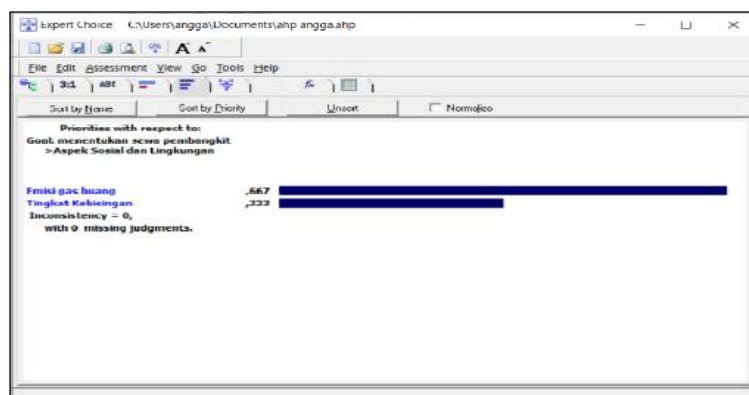 Expert Choice C:\Users\angga\Documents\ahp angga.ahp
File Edit Assessment View Go Tools Help
3:1 ABC
Sort by Name Sort by Priority Unsort Normalize
Priorities with respect to:
Goal: menentukan sewa pembangkit
>Aspek Sosial dan Lingkungan
Emisi gas buang ,667
Tingkat Kebisingan ,333
Inconsistency = 0,
with 0 missing judgments.